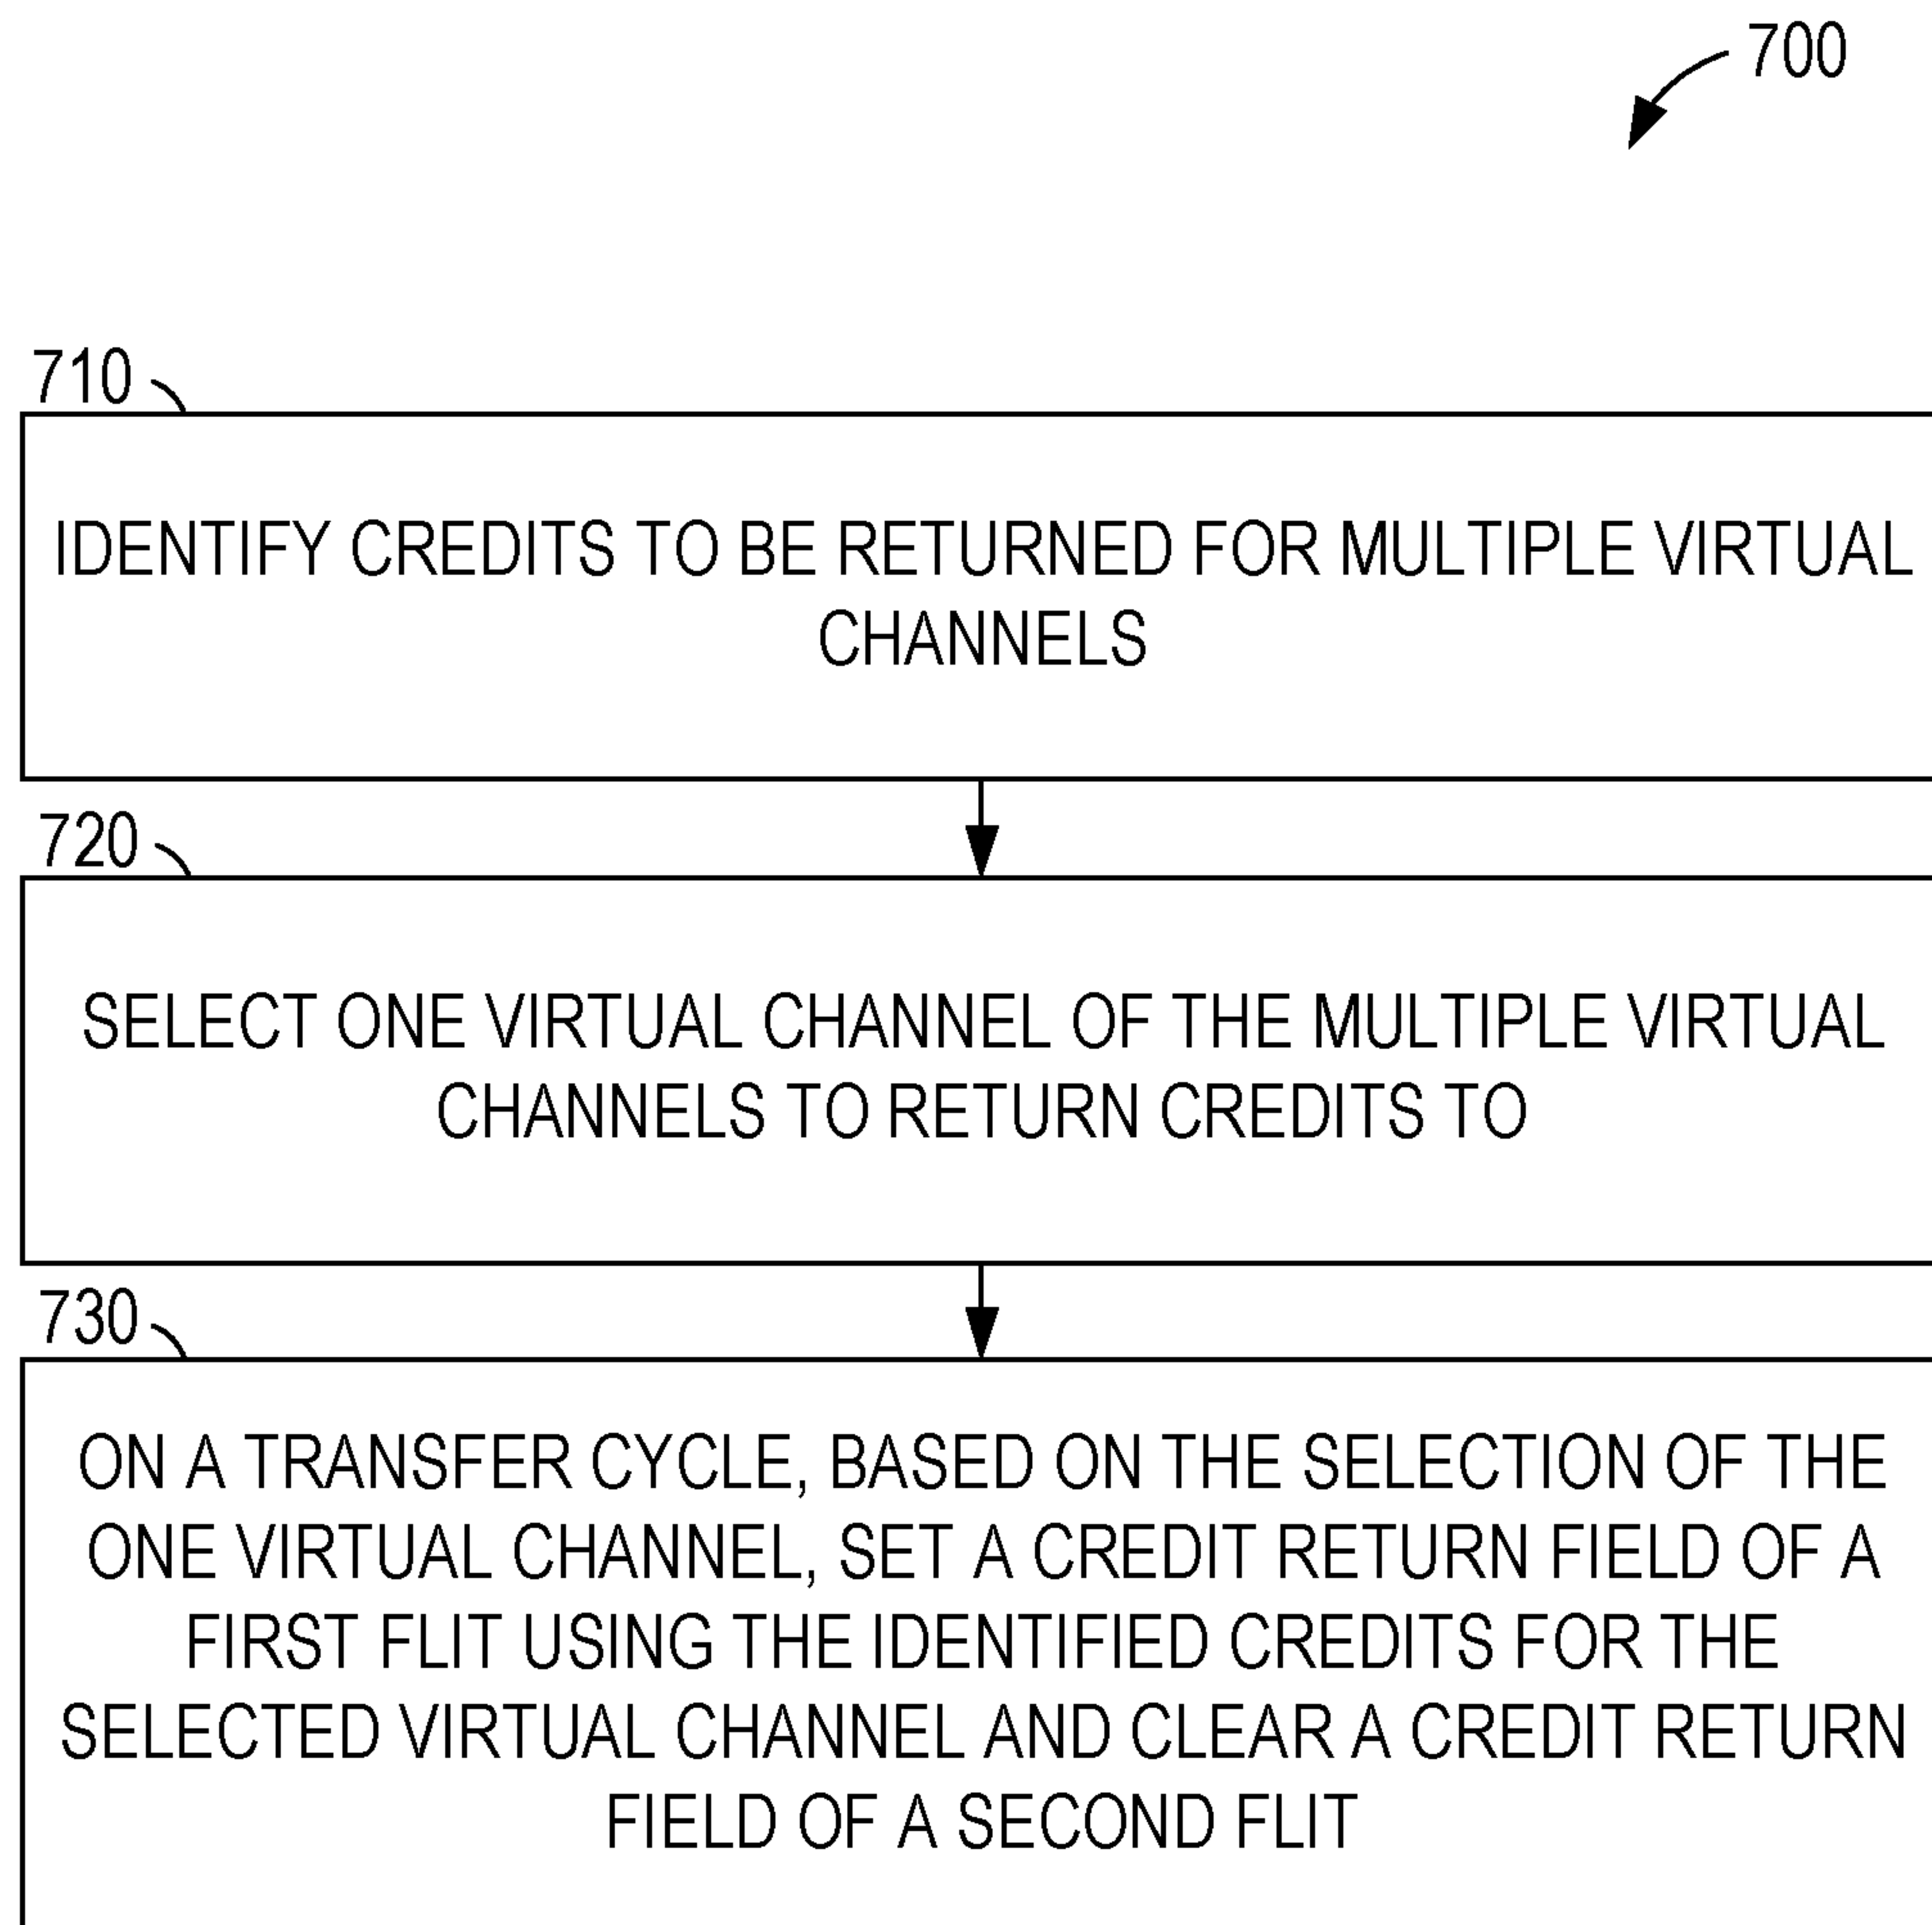 700
710
IDENTIFY CREDITS TO BE RETURNED FOR MULTIPLE VIRTUAL
CHANNELS
720
SELECT ONE VIRTUAL CHANNEL OF THE MULTIPLE VIRTUAL
CHANNELS TO RETURN CREDITS TO
730
ON A TRANSFER CYCLE, BASED ON THE SELECTION OF THE
ONE VIRTUAL CHANNEL, SET A CREDIT RETURN FIELD OF A
FIRST FLIT USING THE IDENTIFIED CREDITS FOR THE
SELECTED VIRTUAL CHANNEL AND CLEAR A CREDIT RETURN
FIELD OF A SECOND FLIT